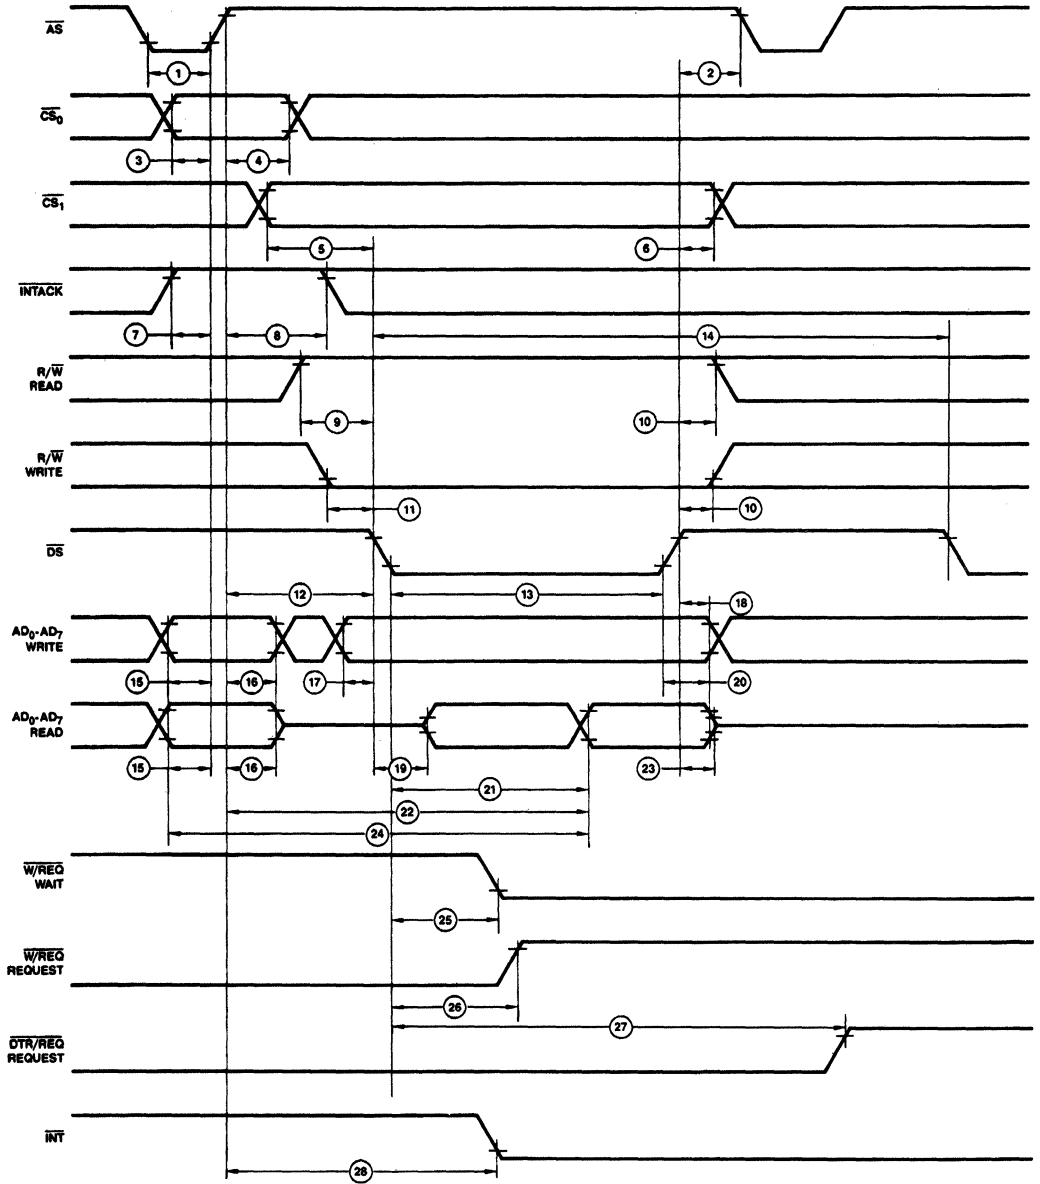 AS
1
2
CS0
3
4
CS1
5
6
INTACK
7
8
14
R/W
READ
9
10
R/W
WRITE
11
10
DS
12
13
18
AD0-AD7
WRITE
15
16
17
20
AD0-AD7
READ
15
16
19
23
21
22
24
W/REQ
WAIT
25
W/REQ
REQUEST
26
27
DTR/REQ
REQUEST
INT
28